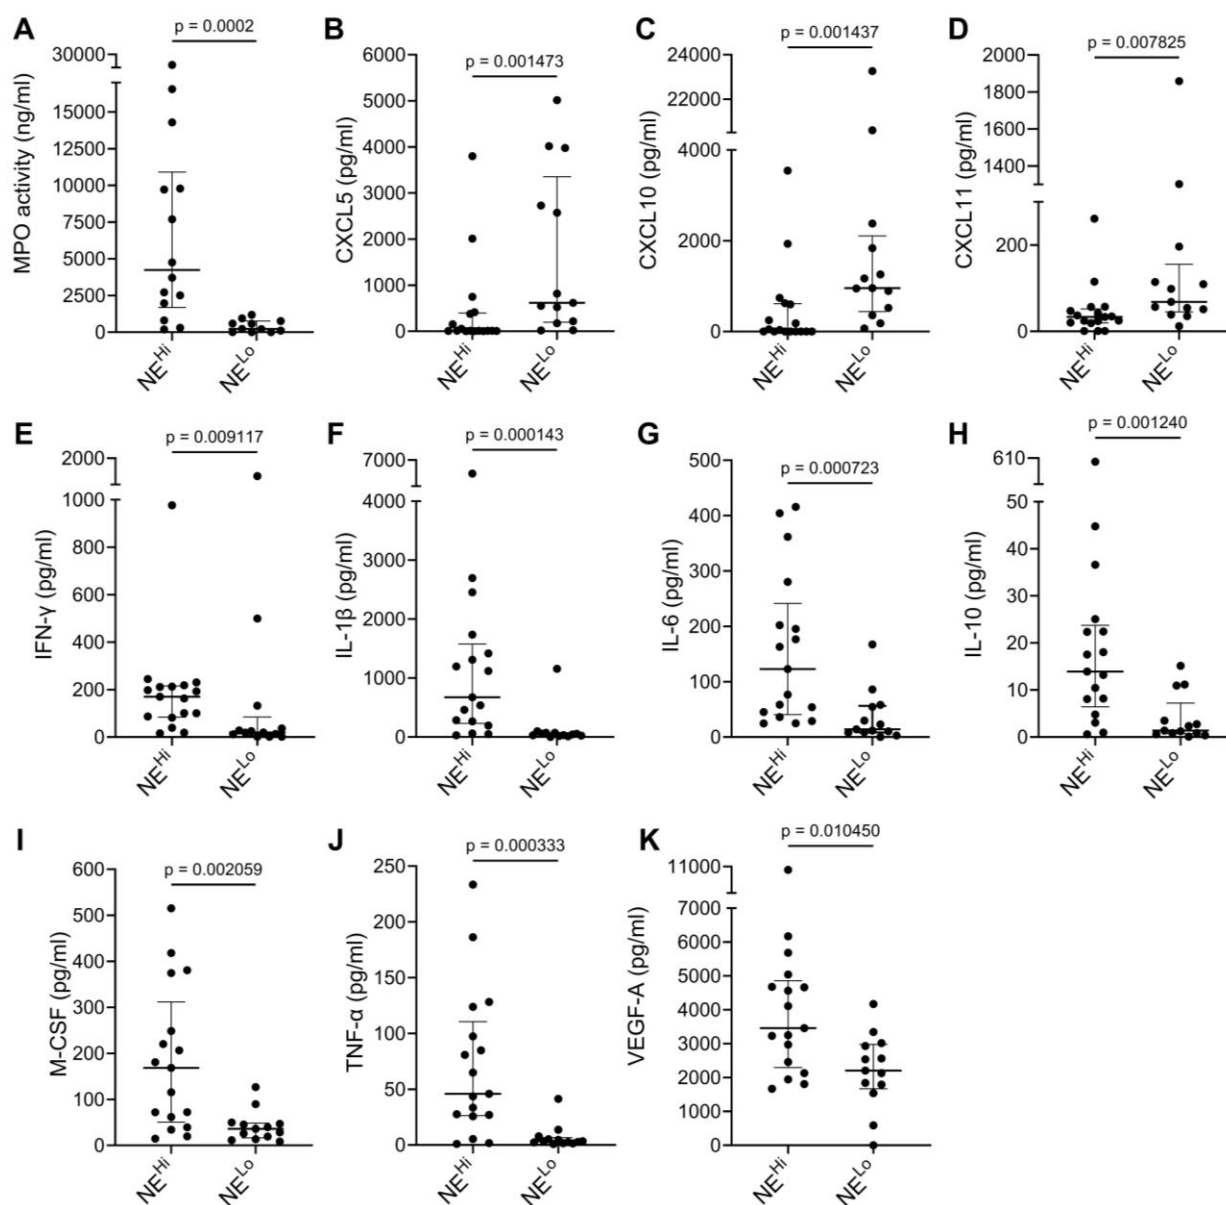 A
p = 0.0002
MPO activity (ng/ml)
30000
15000
12500
10000
7500
5000
2500
0
NE^Hi
NE^Lo
B
p = 0.001473
CXCL5 (pg/ml)
6000
5000
4000
3000
2000
1000
0
NE^Hi
NE^Lo
C
p = 0.001437
CXCL10 (pg/ml)
24000
22000
4000
2000
0
NE^Hi
NE^Lo
D
p = 0.007825
CXCL11 (pg/ml)
2000
1800
1600
1400
200
0
NE^Hi
NE^Lo
E
p = 0.009117
IFN-γ (pg/ml)
2000
1000
800
600
400
200
0
NE^Hi
NE^Lo
F
p = 0.000143
IL-1β (pg/ml)
7000
4000
3000
2000
1000
0
NE^Hi
NE^Lo
G
p = 0.000723
IL-6 (pg/ml)
500
400
300
200
100
0
NE^Hi
NE^Lo
H
p = 0.001240
IL-10 (pg/ml)
610
50
40
30
20
10
0
NE^Hi
NE^Lo
I
p = 0.002059
M-CSF (pg/ml)
600
500
400
300
200
100
0
NE^Hi
NE^Lo
J
p = 0.000333
TNF-α (pg/ml)
250
200
150
100
50
0
NE^Hi
NE^Lo
K
p = 0.010450
VEGF-A (pg/ml)
11000
7000
6000
5000
4000
3000
2000
1000
0
NE^Hi
NE^Lo